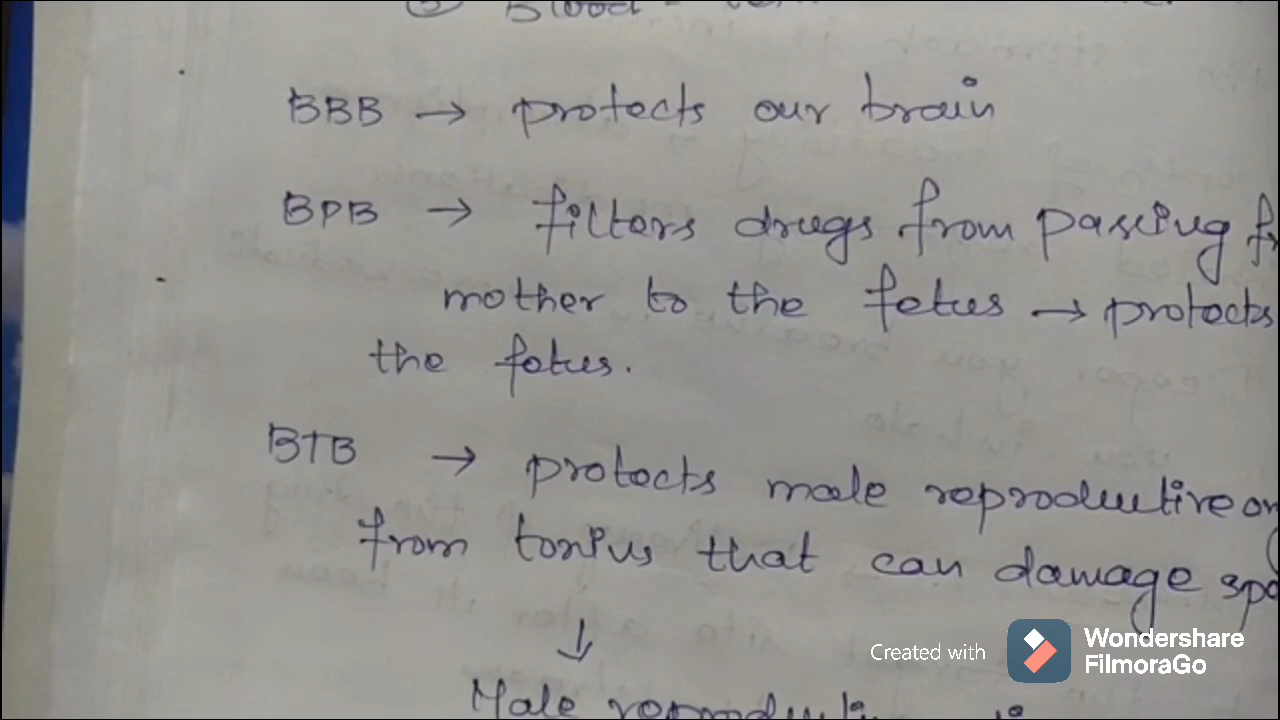 BBB → protects our brain
BPB → filters drugs from passing
mother to the fetus → protects
the fetus.
BTB → protects male reproductive
from toxins that can damage
↓
Male
Created with Wondershare FilmoraGo